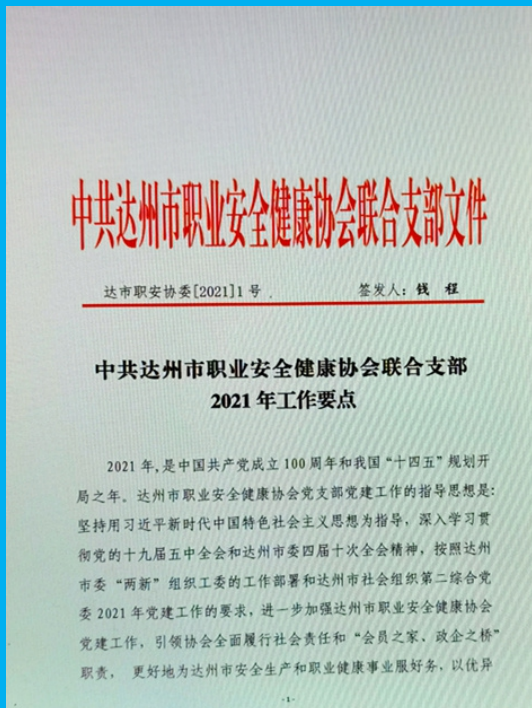 中共达州市职业安全健康协会联合支部文件
达市职安协委[2021]1号 签发人：钱 程
中共达州市职业安全健康协会联合支部
2021年工作要点
2021年，是中国共产党成立100周年和我国“十四五”规划开
局之年。达州市职业安全健康协会党支部党建工作的指导思想是：
坚持用习近平新时代中国特色社会主义思想为指导，深入学习贯
彻党的十九届五中全会和达州市委四届十次全会精神，按照达州
市委“两新”组织工委的工作部署和达州市社会组织第二综合党
委2021年党建工作的要求，进一步加强达州市职业安全健康协会
党建工作，引领协会全面履行社会责任和“会员之家、政企之桥”
职责， 更好地为达州市安全生产和职业健康事业服好务，以优异
-1-